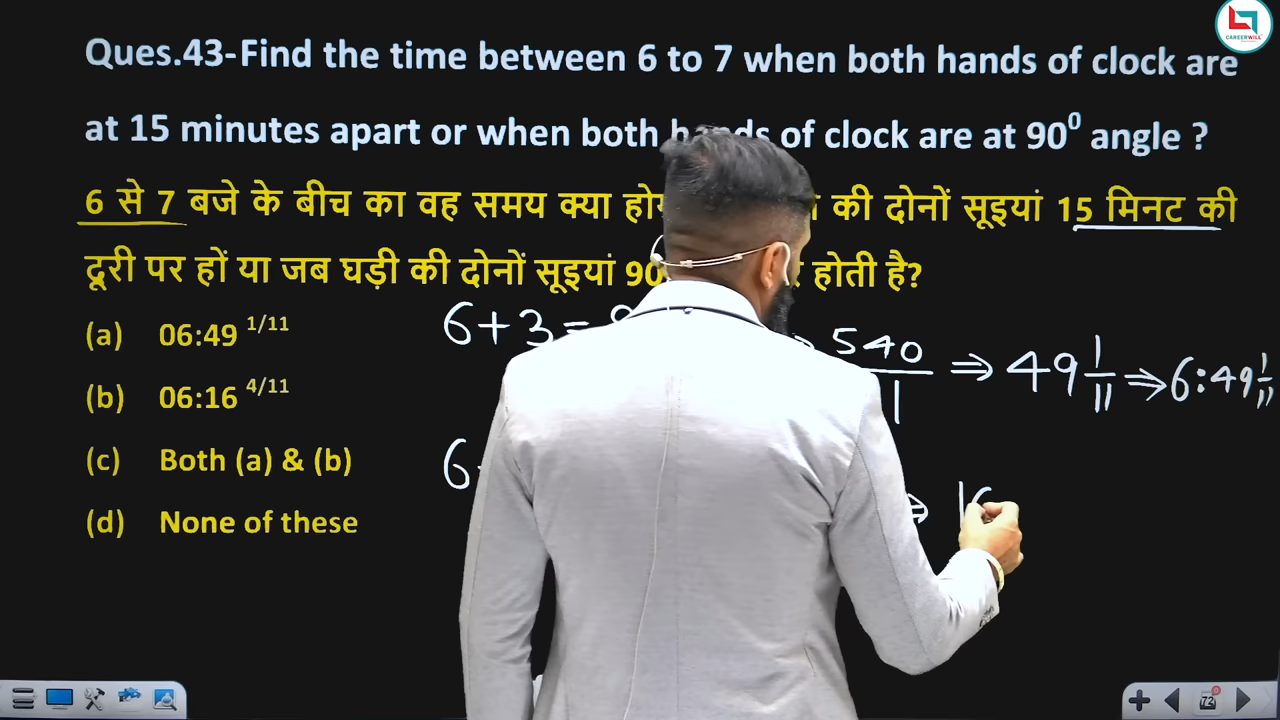 CAREERWILL
Ques.43-Find the time between 6 to 7 when both hands of clock are
at 15 minutes apart or when both hands of clock are at 90⁰ angle ?
6 से 7 बजे के बीच का वह समय क्या की दोनों सूइयां 15 मिनट की
दूरी पर हों या जब घड़ी की दोनों सूइयां 90 होती है?
(a) 06:49 1/11
(b) 06:16 4/11
(c) Both (a) & (b)
(d) None of these
6+3=
540 ⇒ 49 1/11 ⇒ 6:49 1/11
6
⇒ 16
72